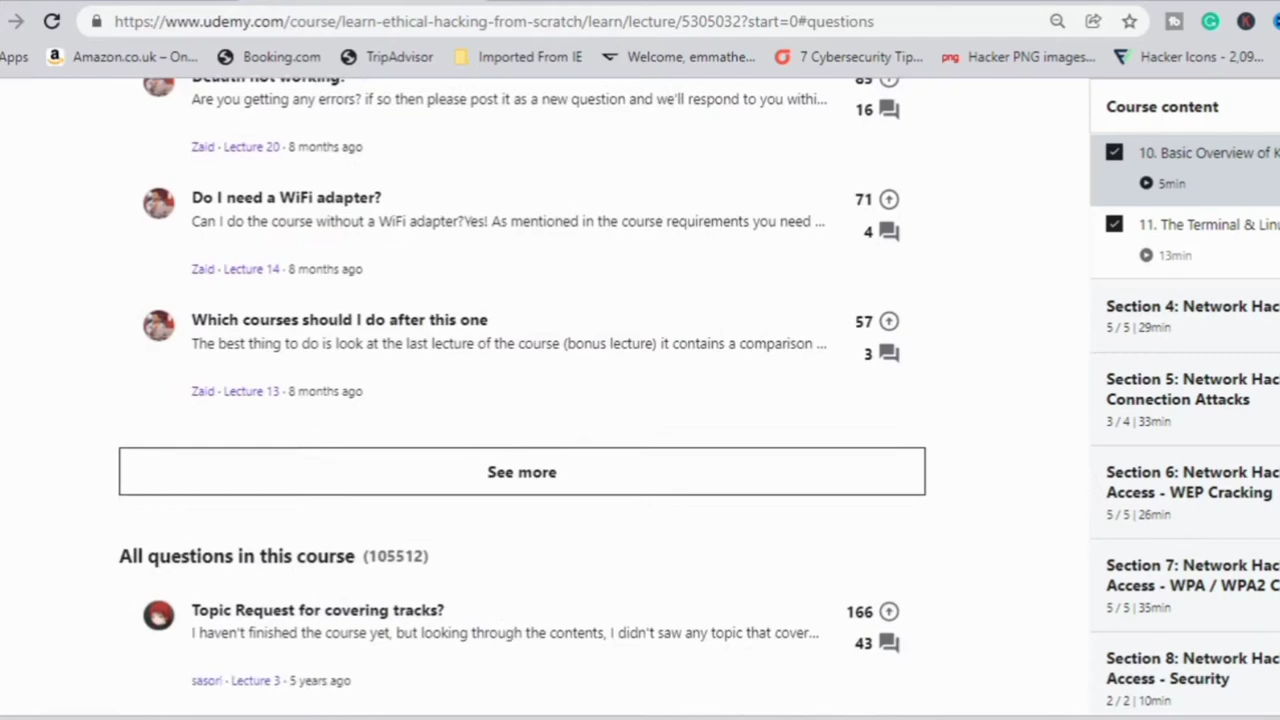 https://www.udemy.com/course/learn-ethical-hacking-from-scratch/learn/lecture/5305032?start=0#questions
Apps Amazon.co.uk – On... Booking.com TripAdvisor Imported From IE Welcome, emmathe... 7 Cybersecurity Tip... png Hacker PNG images... Hacker Icons - 2,09...
Deauth not working?
Are you getting any errors? if so then please post it as a new question and we'll respond to you withi...
85
16
Zaid · Lecture 20 · 8 months ago
Do I need a WiFi adapter?
Can I do the course without a WiFi adapter?Yes! As mentioned in the course requirements you need ...
71
4
Zaid · Lecture 14 · 8 months ago
Which courses should I do after this one
The best thing to do is look at the last lecture of the course (bonus lecture) it contains a comparison ...
57
3
Zaid · Lecture 13 · 8 months ago
See more
All questions in this course (105512)
Topic Request for covering tracks?
I haven't finished the course yet, but looking through the contents, I didn't saw any topic that cover...
166
43
sasori · Lecture 3 · 5 years ago
Course content
10. Basic Overview of K
5min
11. The Terminal & Linu
13min
Section 4: Network Hac
5 / 5 | 29min
Section 5: Network Hac
Connection Attacks
3 / 4 | 33min
Section 6: Network Hac
Access - WEP Cracking
5 / 5 | 26min
Section 7: Network Hac
Access - WPA / WPA2 C
5 / 5 | 35min
Section 8: Network Hac
Access - Security
2 / 2 | 10min